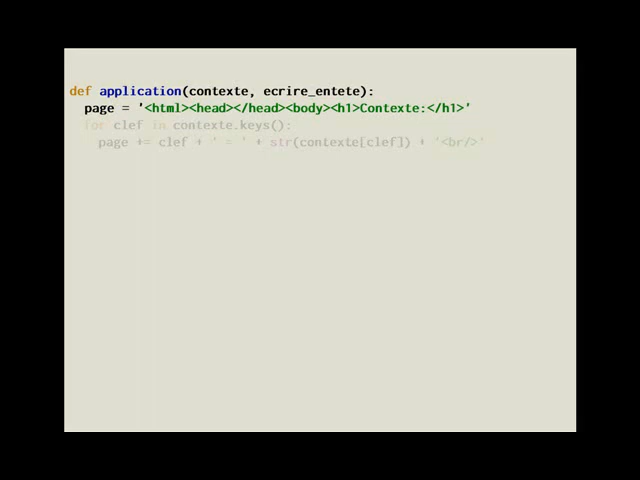 def application(contexte, ecrire_entete):
page = '<html><head></head><body><h1>Contexte:</h1>'
for clef in contexte.keys():
page += clef + ' = ' + str(contexte[clef]) + '<br/>'